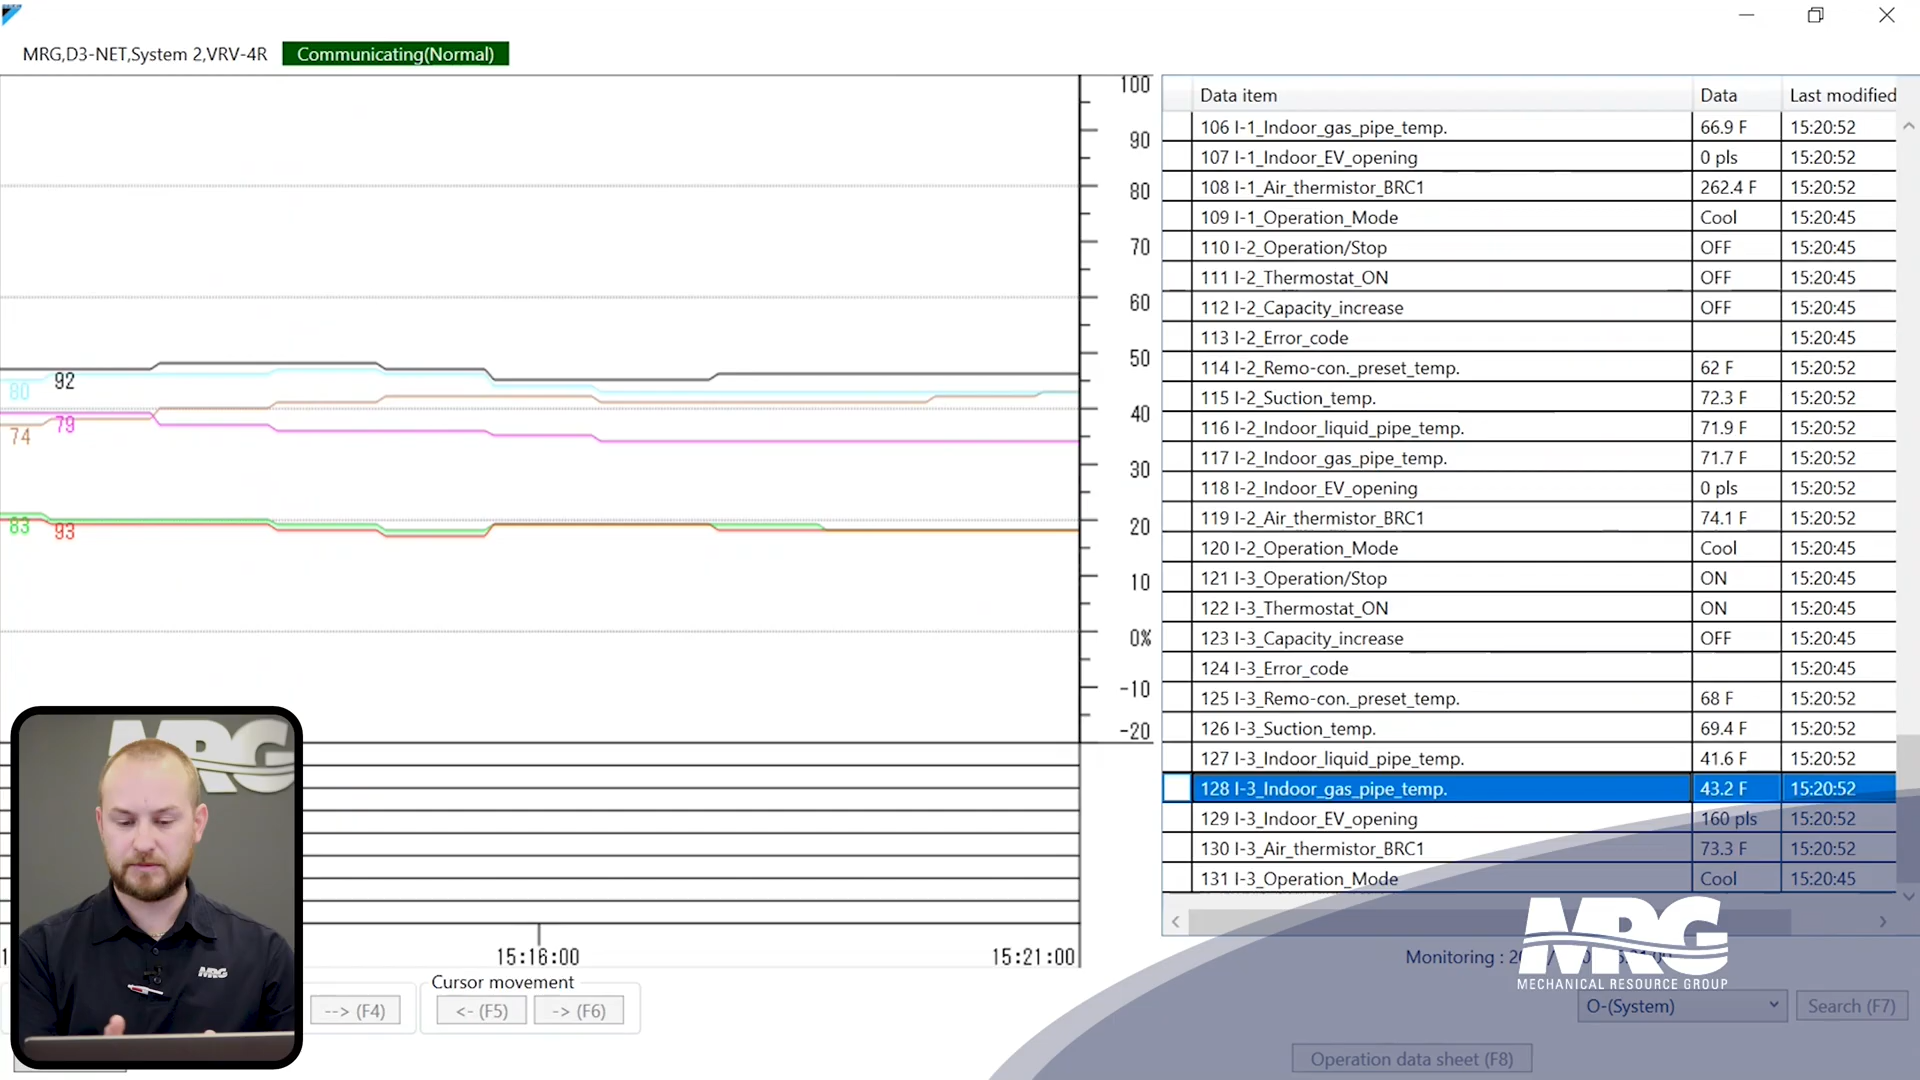 MRG,D3-NET,System 2,VRV-4R Communicating(Normal)
100
90
80
70
60
50
40
30
20
10
0%
-10
-20
80
92
74
79
83
93
15:16:00
15:21:00
Data item Data Last modified
106 I-1_Indoor_gas_pipe_temp. 66.9 F 15:20:52
107 I-1_Indoor_EV_opening 0 pls 15:20:52
108 I-1_Air_thermistor_BRC1 262.4 F 15:20:52
109 I-1_Operation_Mode Cool 15:20:45
110 I-2_Operation/Stop OFF 15:20:45
111 I-2_Thermostat_ON OFF 15:20:45
112 I-2_Capacity_increase OFF 15:20:45
113 I-2_Error_code 15:20:45
114 I-2_Remo-con._preset_temp. 62 F 15:20:52
115 I-2_Suction_temp. 72.3 F 15:20:52
116 I-2_Indoor_liquid_pipe_temp. 71.9 F 15:20:52
117 I-2_Indoor_gas_pipe_temp. 71.7 F 15:20:52
118 I-2_Indoor_EV_opening 0 pls 15:20:52
119 I-2_Air_thermistor_BRC1 74.1 F 15:20:52
120 I-2_Operation_Mode Cool 15:20:45
121 I-3_Operation/Stop ON 15:20:45
122 I-3_Thermostat_ON ON 15:20:45
123 I-3_Capacity_increase OFF 15:20:45
124 I-3_Error_code 15:20:45
125 I-3_Remo-con._preset_temp. 68 F 15:20:52
126 I-3_Suction_temp. 69.4 F 15:20:52
127 I-3_Indoor_liquid_pipe_temp. 41.6 F 15:20:52
128 I-3_Indoor_gas_pipe_temp. 43.2 F 15:20:52
129 I-3_Indoor_EV_opening 160 pls 15:20:52
130 I-3_Air_thermistor_BRC1 73.3 F 15:20:52
131 I-3_Operation_Mode Cool 15:20:45
Monitoring :
MRG
MECHANICAL RESOURCE GROUP
O-(System) Search (F7)
Operation data sheet (F8)
Cursor movement
--> (F4) <- (F5) -> (F6)
MRG
MRG